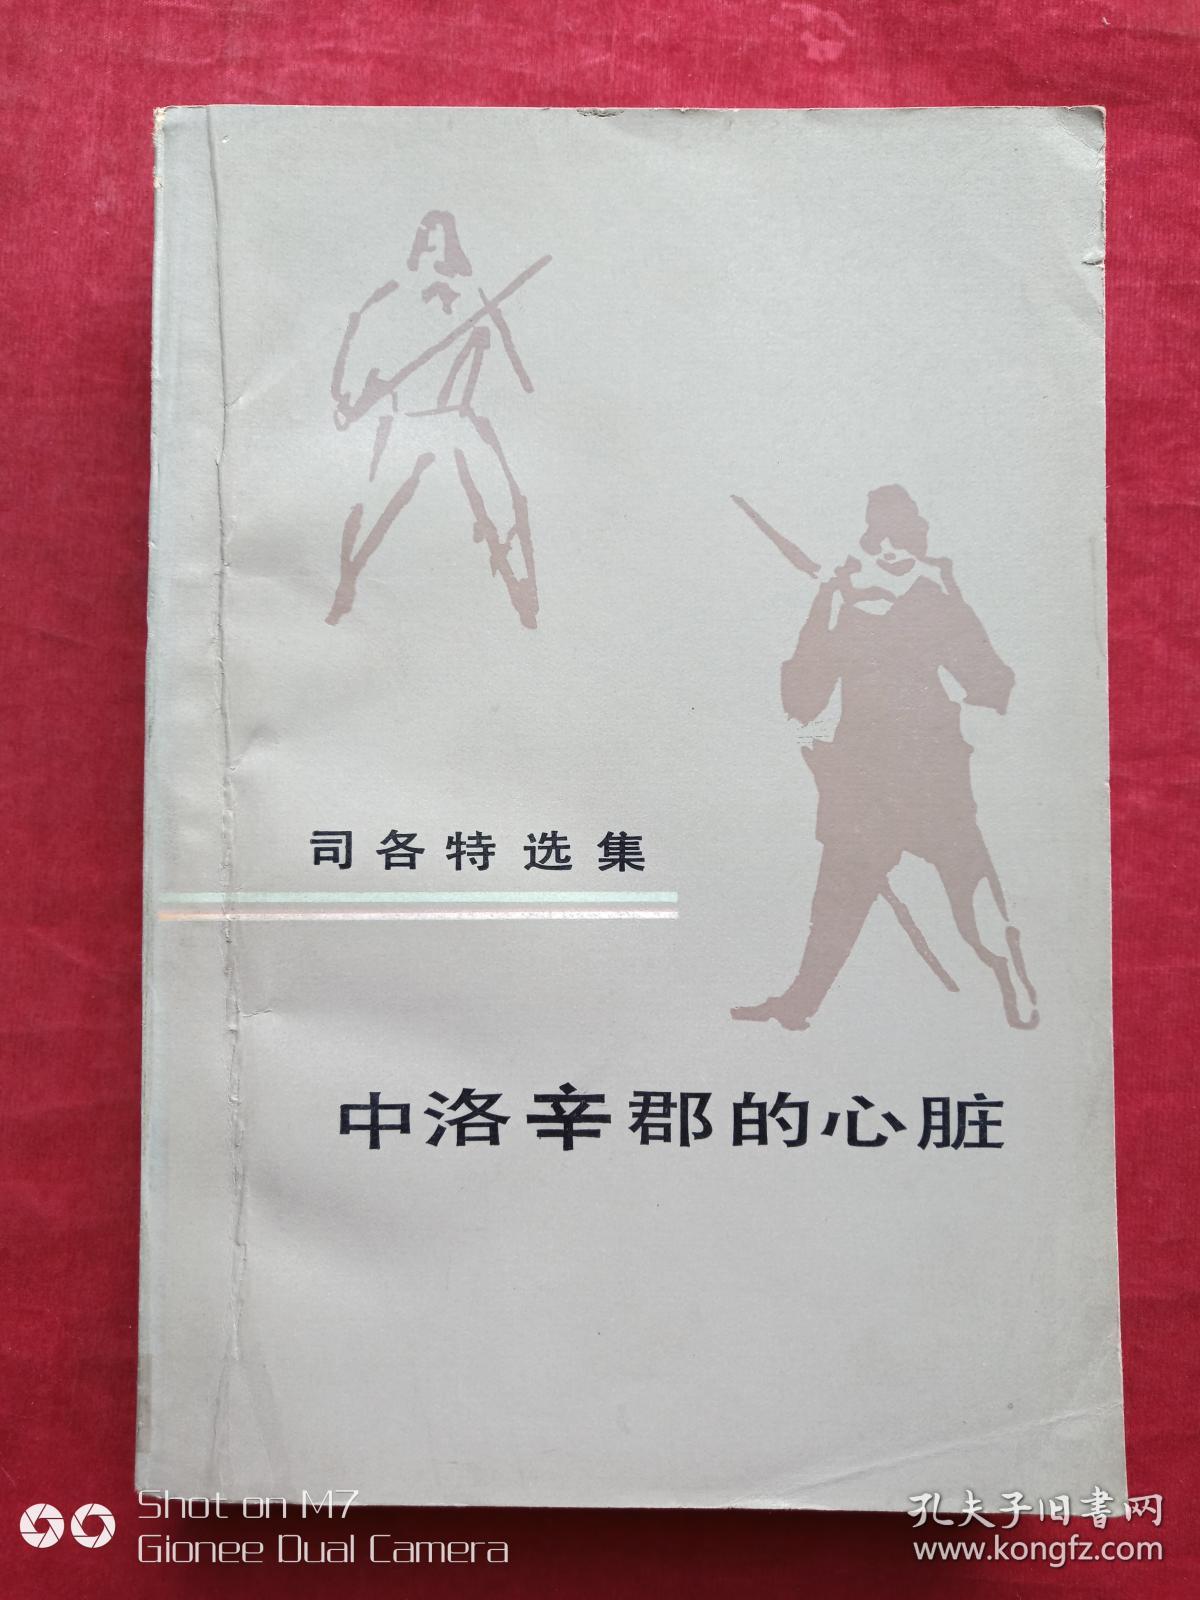 司各特选集
中洛辛郡的心脏
Shot on M7
Gionee Dual Camera
孔夫子旧書网
www.kongfz.com